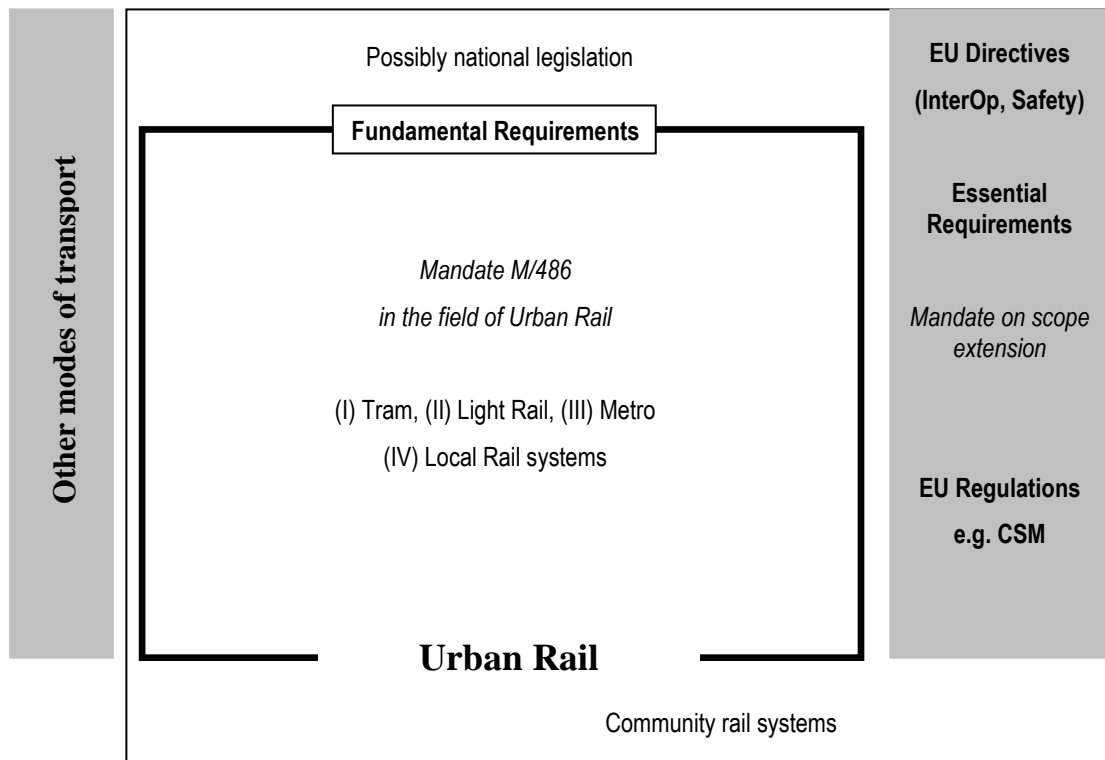 Other modes of transport
Possibly national legislation
Fundamental Requirements
Mandate M/486
in the field of Urban Rail
(I) Tram, (II) Light Rail, (III) Metro
(IV) Local Rail systems
Urban Rail
Community rail systems
EU Directives
(InterOp, Safety)
Essential
Requirements
Mandate on scope
extension
EU Regulations
e.g. CSM